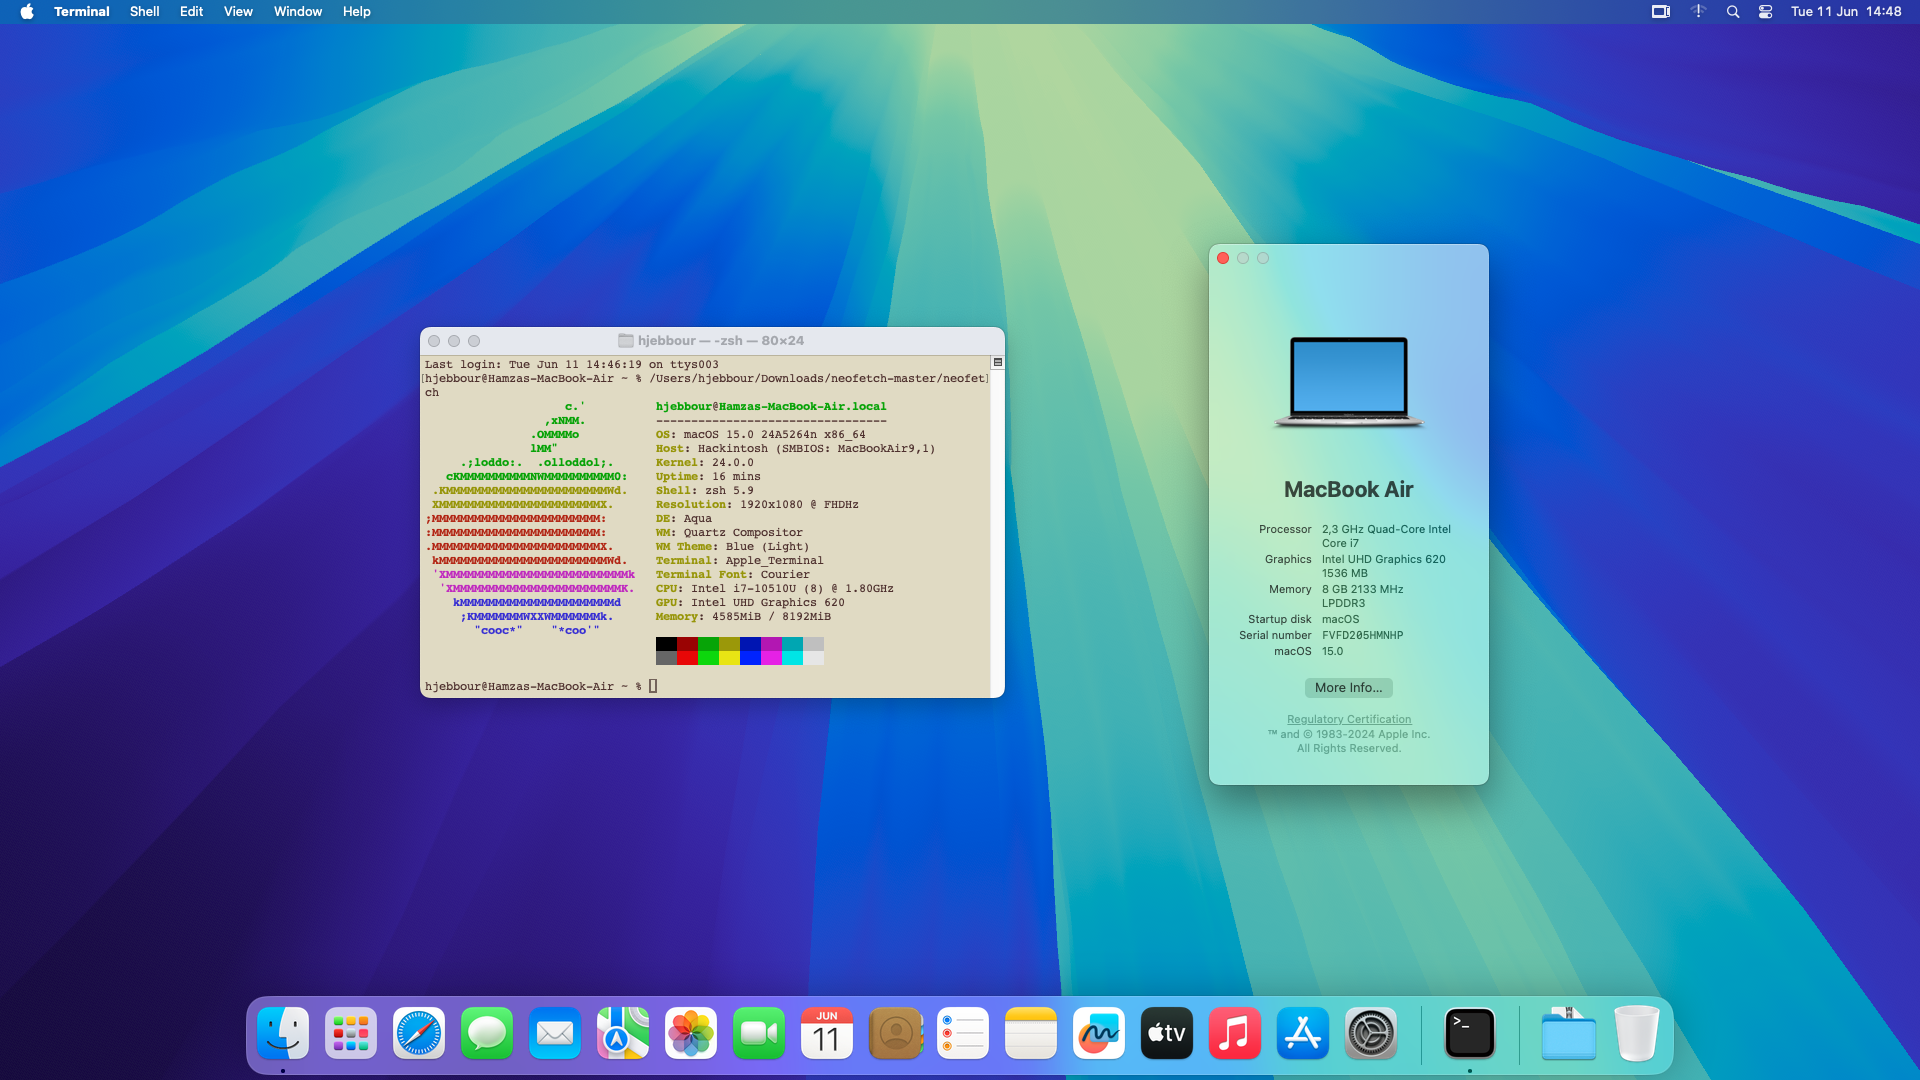 Terminal Shell Edit View Window Help
Tue 11 Jun 14:48
hjebbour — -zsh — 80×24
Last login: Tue Jun 11 14:46:19 on ttys003
[hjebbour@Hamzas-MacBook-Air ~ % /Users/hjebbour/Downloads/neofetch-master/neofet]
ch
c.' hjebbour@Hamzas-MacBook-Air.local
,xNMM. ---------------------------------
.OMMMMo OS: macOS 15.0 24A5264n x86_64
lMM" Host: Hackintosh (SMBIOS: MacBookAir9,1)
.;loddo:. .olloddol;. Kernel: 24.0.0
cKMMMMMMMMMMNWMMMMMMMMMM0: Uptime: 16 mins
.KMMMMMMMMMMMMMMMMMMMMMMMWd. Shell: zsh 5.9
XMMMMMMMMMMMMMMMMMMMMMMMX. Resolution: 1920x1080 @ FHDHz
;MMMMMMMMMMMMMMMMMMMMMMMM: DE: Aqua
:MMMMMMMMMMMMMMMMMMMMMMMM: WM: Quartz Compositor
.MMMMMMMMMMMMMMMMMMMMMMMMX. WM Theme: Blue (Light)
kMMMMMMMMMMMMMMMMMMMMMMMMWd. Terminal: Apple_Terminal
'XMMMMMMMMMMMMMMMMMMMMMMMMMMk Terminal Font: Courier
'XMMMMMMMMMMMMMMMMMMMMMMMMK. CPU: Intel i7-10510U (8) @ 1.80GHz
kMMMMMMMMMMMMMMMMMMMMMMd GPU: Intel UHD Graphics 620
;KMMMMMMMWXXWMMMMMMMk. Memory: 4585MiB / 8192MiB
"cooc*" "*coo'"
hjebbour@Hamzas-MacBook-Air ~ %
MacBook Air
Processor 2,3 GHz Quad-Core Intel
Core i7
Graphics Intel UHD Graphics 620
1536 MB
Memory 8 GB 2133 MHz
LPDDR3
Startup disk macOS
Serial number FVFD205HMNHP
macOS 15.0
More Info...
Regulatory Certification
™ and © 1983-2024 Apple Inc.
All Rights Reserved.
JUN
11
tv
>_